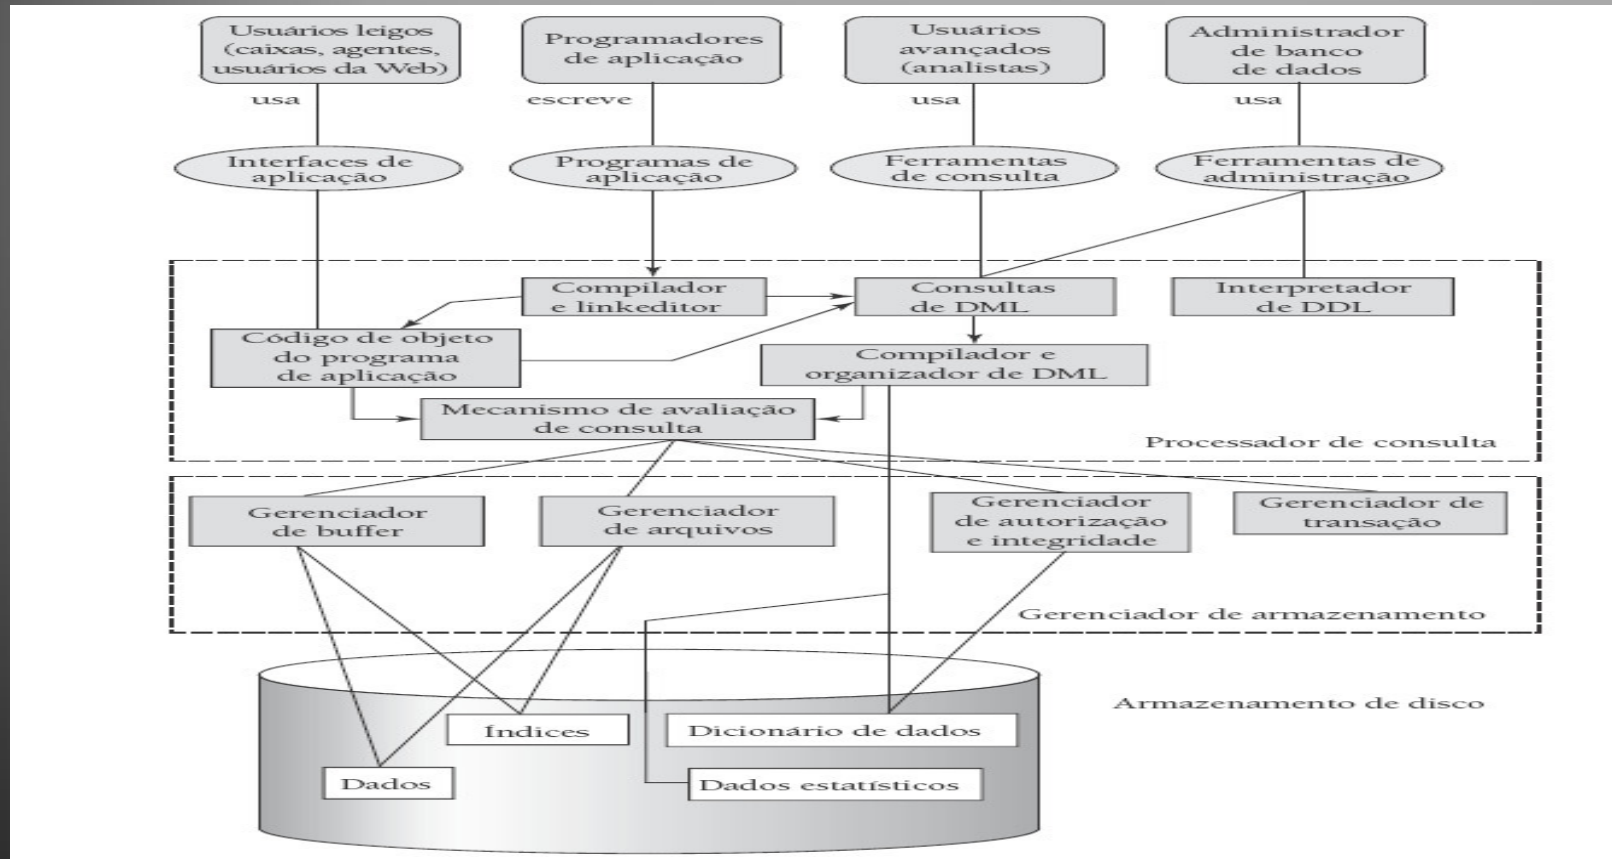 Usuários leigos
(caixas, agentes,
usuários da Web)
Programadores
de aplicação
Usuários
avançados
(analistas)
Administrador
de banco
de dados
usa
escreve
usa
usa
Interfaces de
aplicação
Programas de
aplicação
Ferramentas
de consulta
Ferramentas de
administração
Compilador
e linkeditor
Consultas
de DML
Interpretador
de DDL
Código de objeto
do programa
de aplicação
Compilador e
organizador de DML
Mecanismo de avaliação
de consulta
Processador de consulta
Gerenciador
de buffer
Gerenciador
de arquivos
Gerenciador
de autorização
e integridade
Gerenciador de
transação
Gerenciador de armazenamento
Armazenamento de disco
Índices
Dicionário de dados
Dados
Dados estatísticos